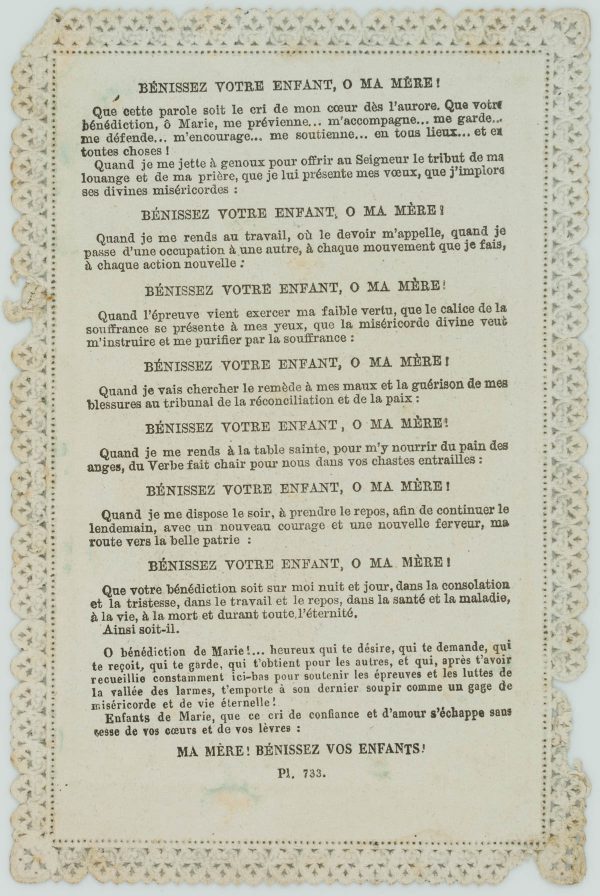 BÉNISSEZ VOTRE ENFANT, O MA MÈRE !
Que cette parole soit le cri de mon cœur dès l'aurore. Que votre
bénédiction, ô Marie, me prévienne... m'accompagne... me garde...
me défende... m'encourage... me soutienne... en tous lieux... et en
toutes choses !
Quand je me jette à genoux pour offrir au Seigneur le tribut de ma
louange et de ma prière, que je lui présente mes vœux, que j'implore
ses divines miséricordes :
BÉNISSEZ VOTRE ENFANT, O MA MÈRE !
Quand je me rends au travail, où le devoir m'appelle, quand je
passe d'une occupation à une autre, à chaque mouvement que je fais,
à chaque action nouvelle :
BÉNISSEZ VOTRE ENFANT, O MA MÈRE !
Quand l'épreuve vient exercer ma faible vertu, que le calice de la
souffrance se présente à mes yeux, que la miséricorde divine veut
m'instruire et me purifier par la souffrance :
BÉNISSEZ VOTRE ENFANT, O MA MÈRE !
Quand je vais chercher le remède à mes maux et la guérison de mes
blessures au tribunal de la réconciliation et de la paix :
BÉNISSEZ VOTRE ENFANT, O MA MÈRE !
Quand je me rends à la table sainte, pour m'y nourrir du pain des
anges, du Verbe fait chair pour nous dans vos chastes entrailles :
BÉNISSEZ VOTRE ENFANT, O MA MÈRE !
Quand je me dispose le soir, à prendre le repos, afin de continuer le
lendemain, avec un nouveau courage et une nouvelle ferveur, ma
route vers la belle patrie :
BÉNISSEZ VOTRE ENFANT, O MA MÈRE !
Que votre bénédiction soit sur moi nuit et jour, dans la consolation
et la tristesse, dans le travail et le repos, dans la santé et la maladie,
à la vie, à la mort et durant toute l'éternité.
Ainsi soit-il.
O bénédiction de Marie !... heureux qui te désire, qui te demande, qui
te reçoit, qui te garde, qui t'obtient pour les autres, et qui, après t'avoir
recueillie constamment ici-bas pour soutenir les épreuves et les luttes de
la vallée des larmes, t'emporte à son dernier soupir comme un gage de
miséricorde et de vie éternelle !
Enfants de Marie, que ce cri de confiance et d'amour s'échappe sans
cesse de vos cœurs et de vos lèvres :
MA MÈRE ! BÉNISSEZ VOS ENFANTS !
Pl. 733.